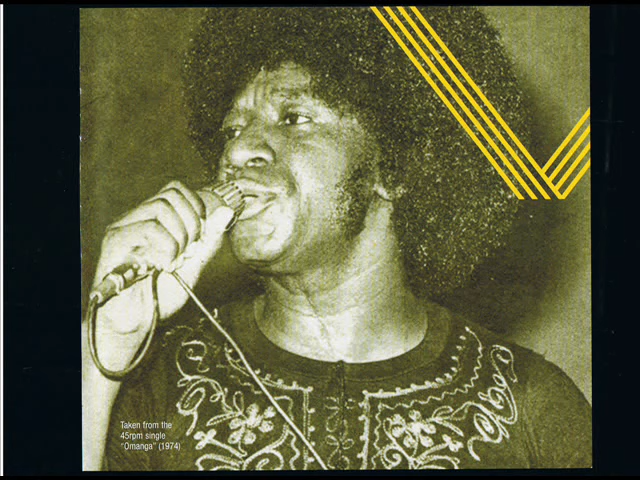 Taken from the
45rpm single
"Omanga" (1974)